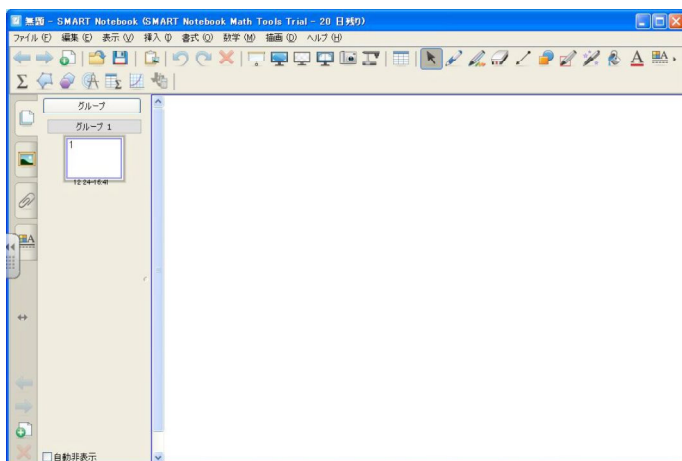 無題 - SMART Notebook (SMART Notebook Math Tools Trial - 20 日残り)
ファイル(F) 編集(E) 表示(V) 挿入(I) 書式(O) 数学(M) 描画(D) ヘルプ(H)
グループ
グループ 1
1
12 24-16:41
自動非表示